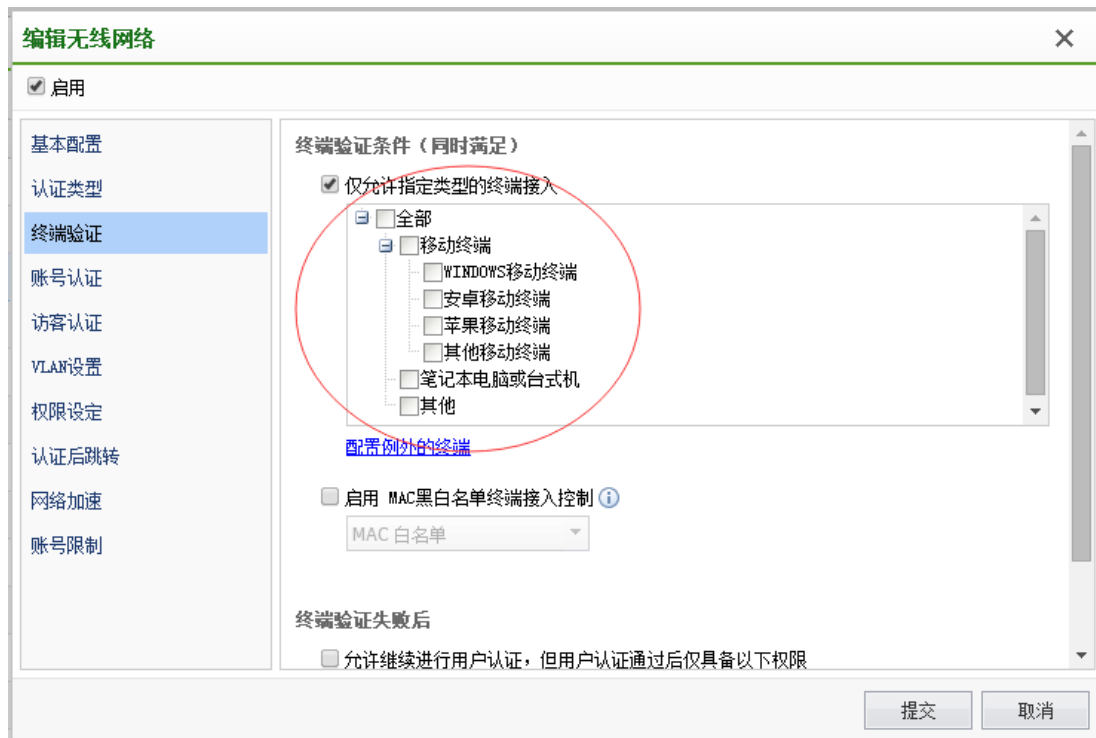 编辑无线网络
启用
基本配置
认证类型
终端验证
账号认证
访客认证
VLAN设置
权限设定
认证后跳转
网络加速
账号限制
终端验证条件（同时满足）
仅允许指定类型的终端接入
全部
移动终端
WINDOWS移动终端
安卓移动终端
苹果移动终端
其他移动终端
笔记本电脑或台式机
其他
配置例外的终端
启用 MAC黑白名单终端接入控制
MAC 白名单
终端验证失败后
允许继续进行用户认证，但用户认证通过后仅具备以下权限
提交 取消